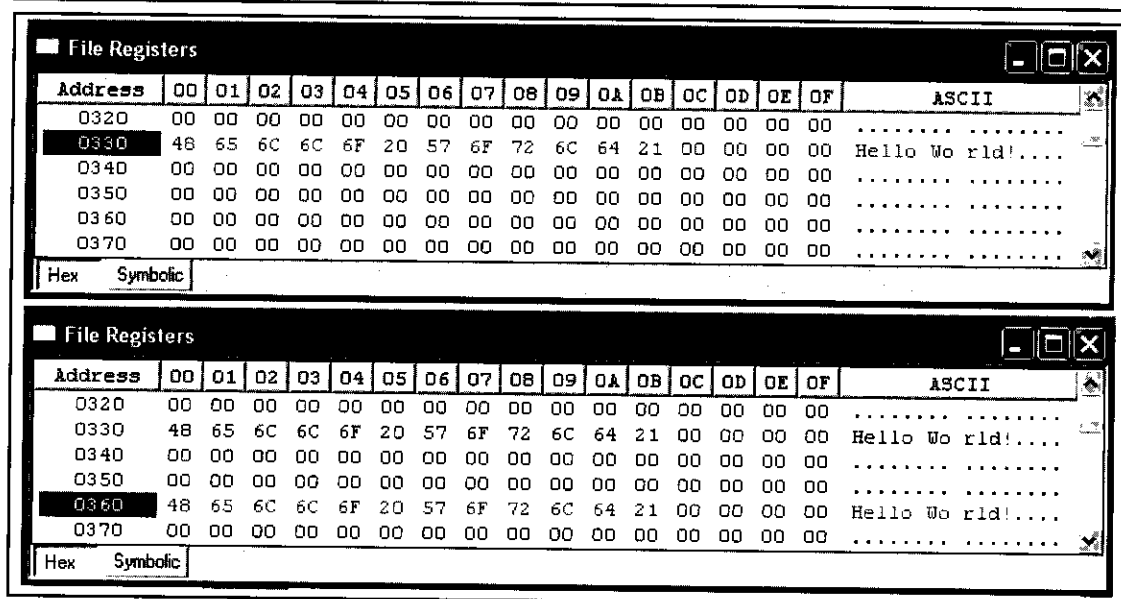 File Registers
Address 00 01 02 03 04 05 06 07 08 09 0A 0B 0C 0D 0E 0F ASCII
0320 00 00 00 00 00 00 00 00 00 00 00 00 00 00 00 00 ........ ........
0330 48 65 6C 6C 6F 20 57 6F 72 6C 64 21 00 00 00 00 Hello Wo rld!....
0340 00 00 00 00 00 00 00 00 00 00 00 00 00 00 00 00 ........ ........
0350 00 00 00 00 00 00 00 00 00 00 00 00 00 00 00 00 ........ ........
0360 00 00 00 00 00 00 00 00 00 00 00 00 00 00 00 00 ........ ........
0370 00 00 00 00 00 00 00 00 00 00 00 00 00 00 00 00 ........ ........
Hex Symbolic
File Registers
Address 00 01 02 03 04 05 06 07 08 09 0A 0B 0C 0D 0E 0F ASCII
0320 00 00 00 00 00 00 00 00 00 00 00 00 00 00 00 00 ........ ........
0330 48 65 6C 6C 6F 20 57 6F 72 6C 64 21 00 00 00 00 Hello Wo rld!....
0340 00 00 00 00 00 00 00 00 00 00 00 00 00 00 00 00 ........ ........
0350 00 00 00 00 00 00 00 00 00 00 00 00 00 00 00 00 ........ ........
0360 48 65 6C 6C 6F 20 57 6F 72 6C 64 21 00 00 00 00 Hello Wo rld!....
0370 00 00 00 00 00 00 00 00 00 00 00 00 00 00 00 00 ........ ........
Hex Symbolic